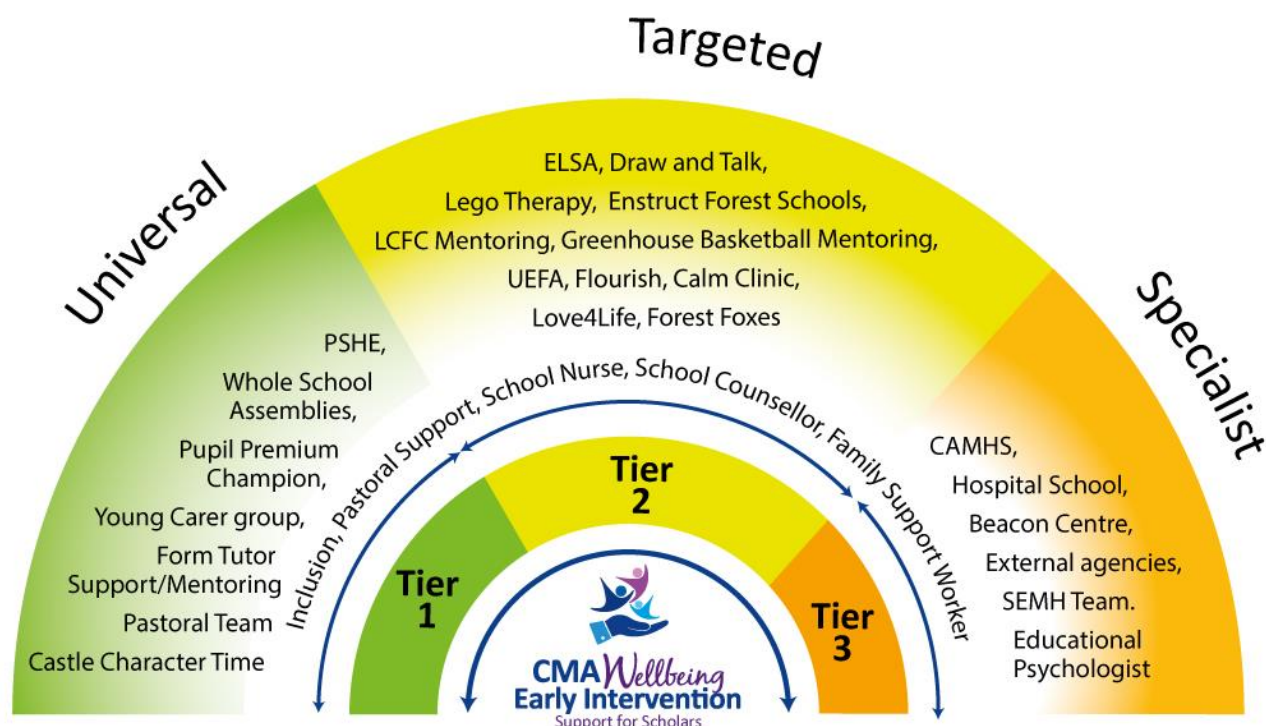 Targeted
Universal
Specialist
ELSA, Draw and Talk,
Lego Therapy, Enstruct Forest Schools,
LCFC Mentoring, Greenhouse Basketball Mentoring,
UEFA, Flourish, Calm Clinic,
Love4Life, Forest Foxes
PSHE,
Whole School
Assemblies,
Pupil Premium
Champion,
Young Carer group,
Form Tutor
Support/Mentoring
Pastoral Team
Castle Character Time
Inclusion, Pastoral Support, School Nurse, School Counsellor, Family Support Worker
CAMHS,
Hospital School,
Beacon Centre,
External agencies,
SEMH Team.
Educational
Psychologist
Tier
1
Tier
2
Tier
3
CMA Wellbeing
Early Intervention
Support for Scholars